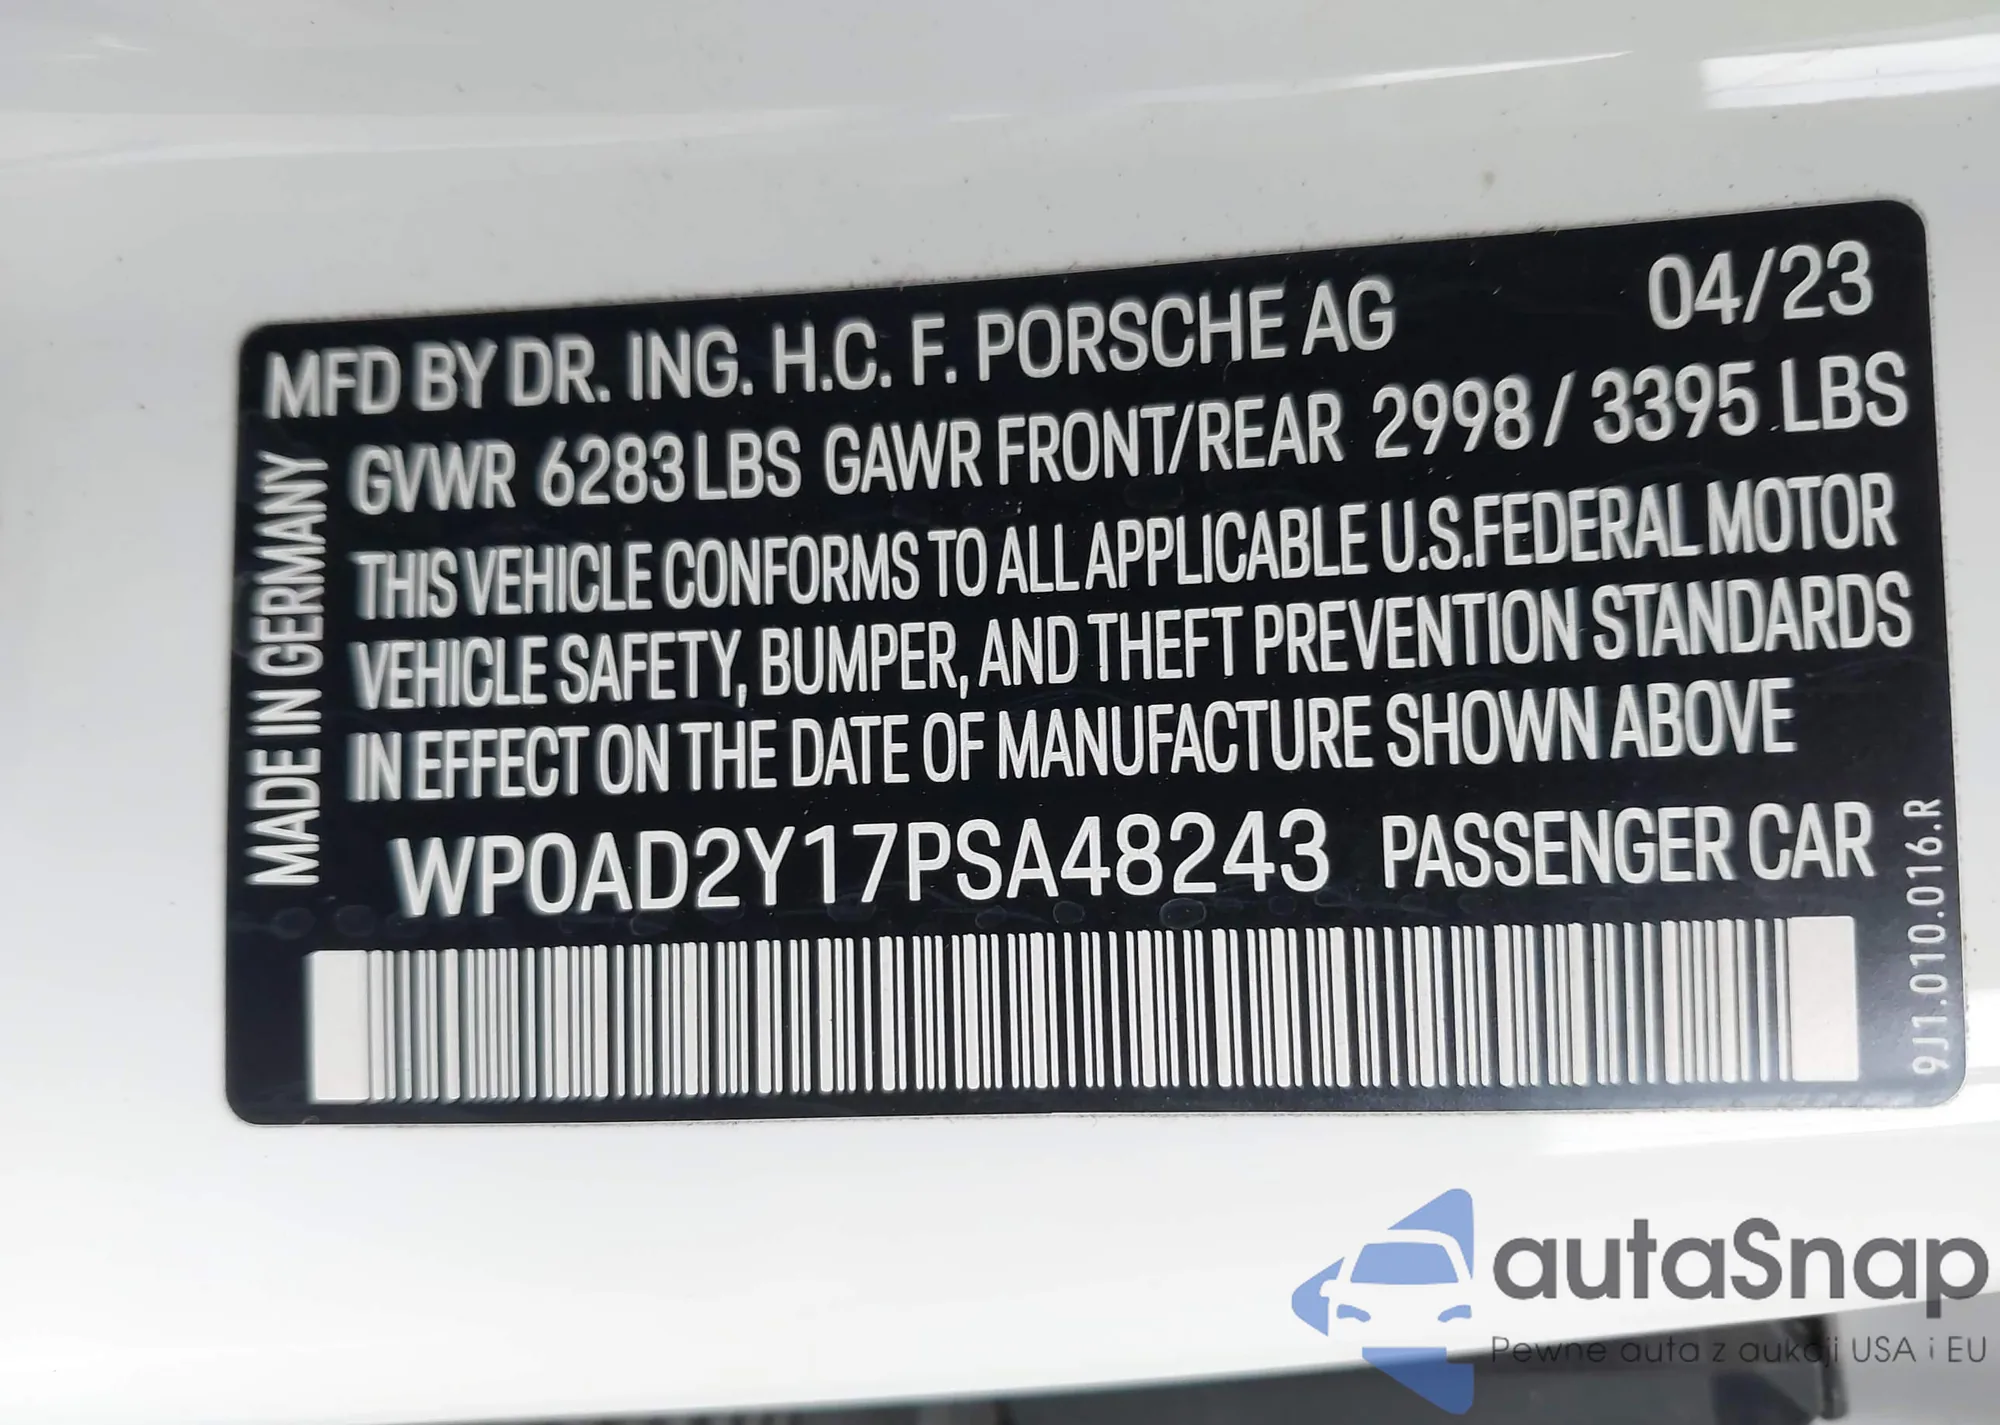 MFD BY DR. ING. H.C. F. PORSCHE AG 04/23
GVWR 6283 LBS GAWR FRONT/REAR 2998 / 3395 LBS
THIS VEHICLE CONFORMS TO ALL APPLICABLE U.S.FEDERAL MOTOR
VEHICLE SAFETY, BUMPER, AND THEFT PREVENTION STANDARDS
IN EFFECT ON THE DATE OF MANUFACTURE SHOWN ABOVE
WP0AD2Y17PSA48243 PASSENGER CAR
MADE IN GERMANY
9J1.010.016.R
autaSnap
Pewne auta z aukcji USA i EU